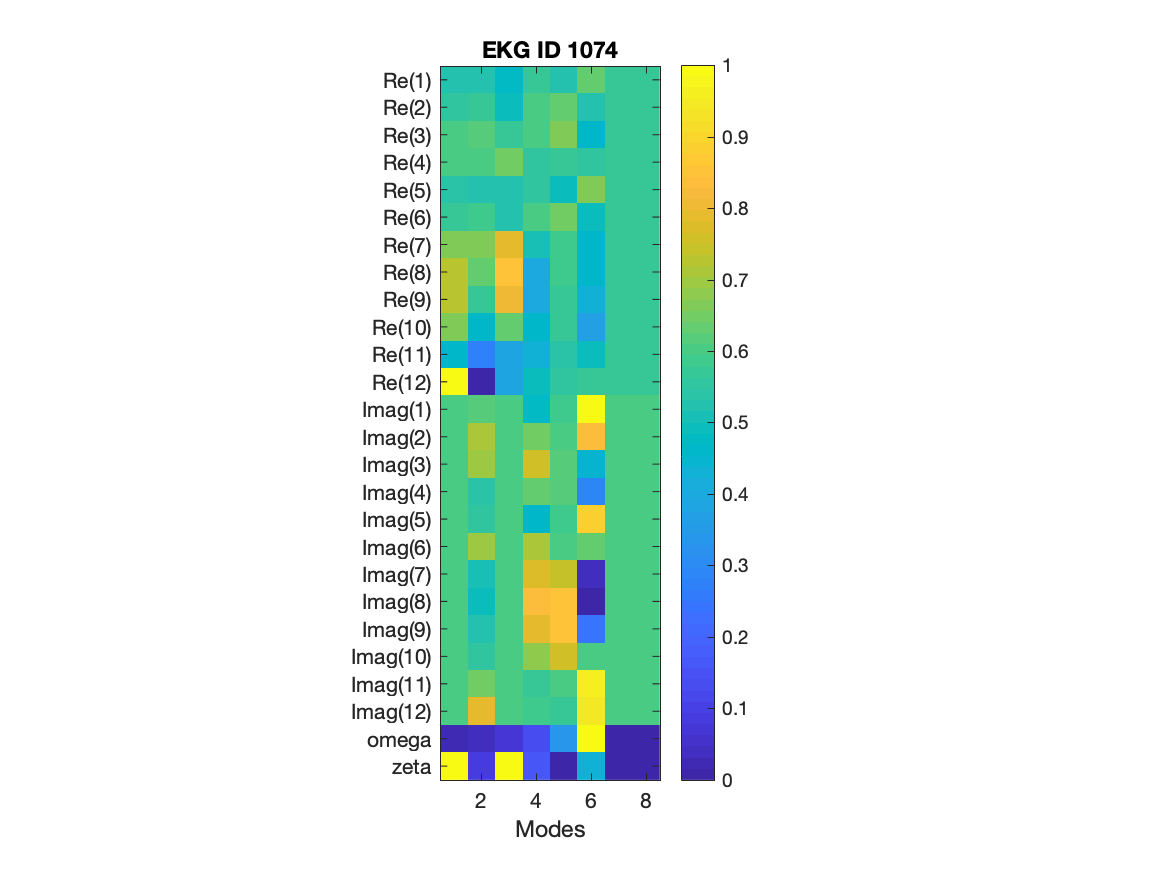 EKG ID 1074
Re(1)
Re(2)
Re(3)
Re(4)
Re(5)
Re(6)
Re(7)
Re(8)
Re(9)
Re(10)
Re(11)
Re(12)
Imag(1)
Imag(2)
Imag(3)
Imag(4)
Imag(5)
Imag(6)
Imag(7)
Imag(8)
Imag(9)
Imag(10)
Imag(11)
Imag(12)
omega
zeta
2 4 6 8
Modes
1
0.9
0.8
0.7
0.6
0.5
0.4
0.3
0.2
0.1
0